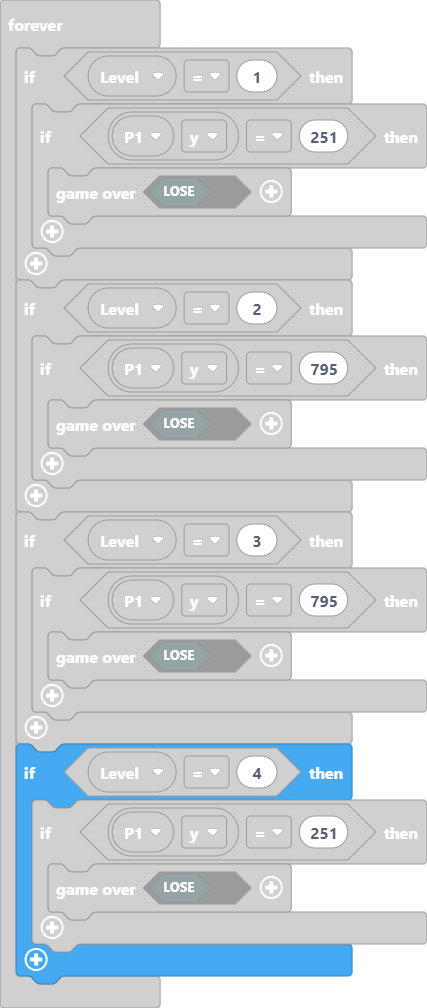 forever
if Level = 1 then
if P1 y = 251 then
game over LOSE
if Level = 2 then
if P1 y = 795 then
game over LOSE
if Level = 3 then
if P1 y = 795 then
game over LOSE
if Level = 4 then
if P1 y = 251 then
game over LOSE